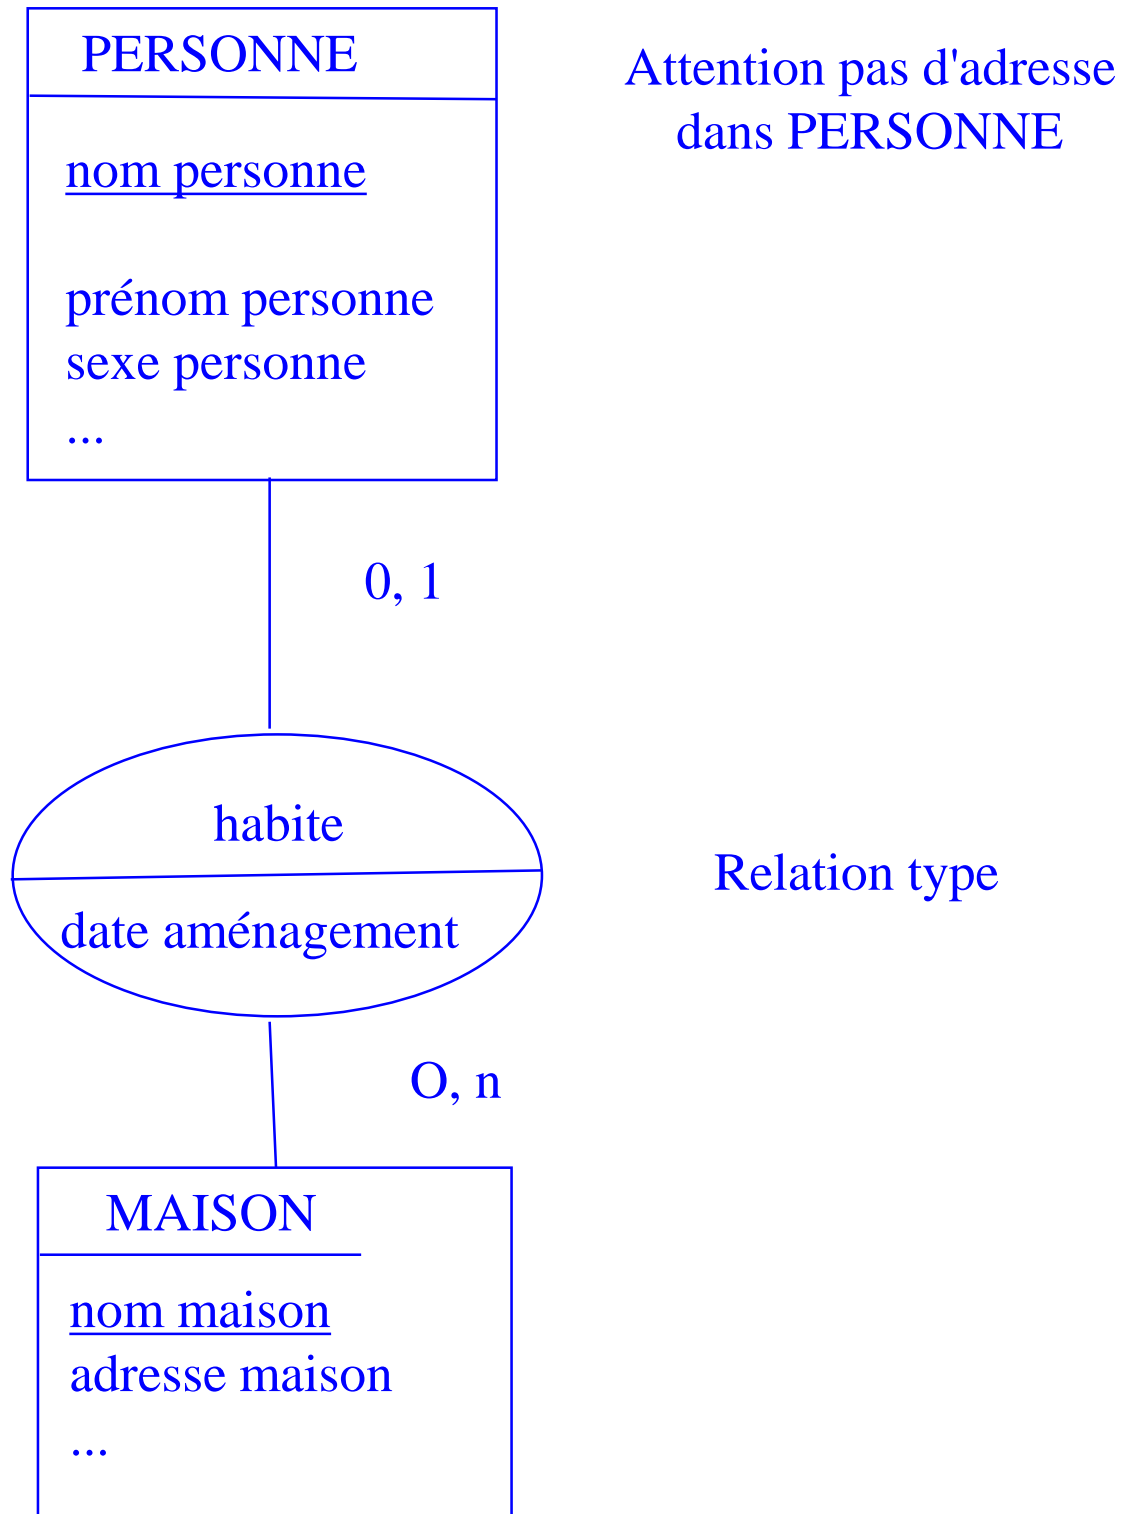 PERSONNE
Attention pas d'adresse
dans PERSONNE
nom personne
prénom personne
sexe personne
...
0, 1
habite
date aménagement
Relation type
O, n
MAISON
nom maison
adresse maison
...